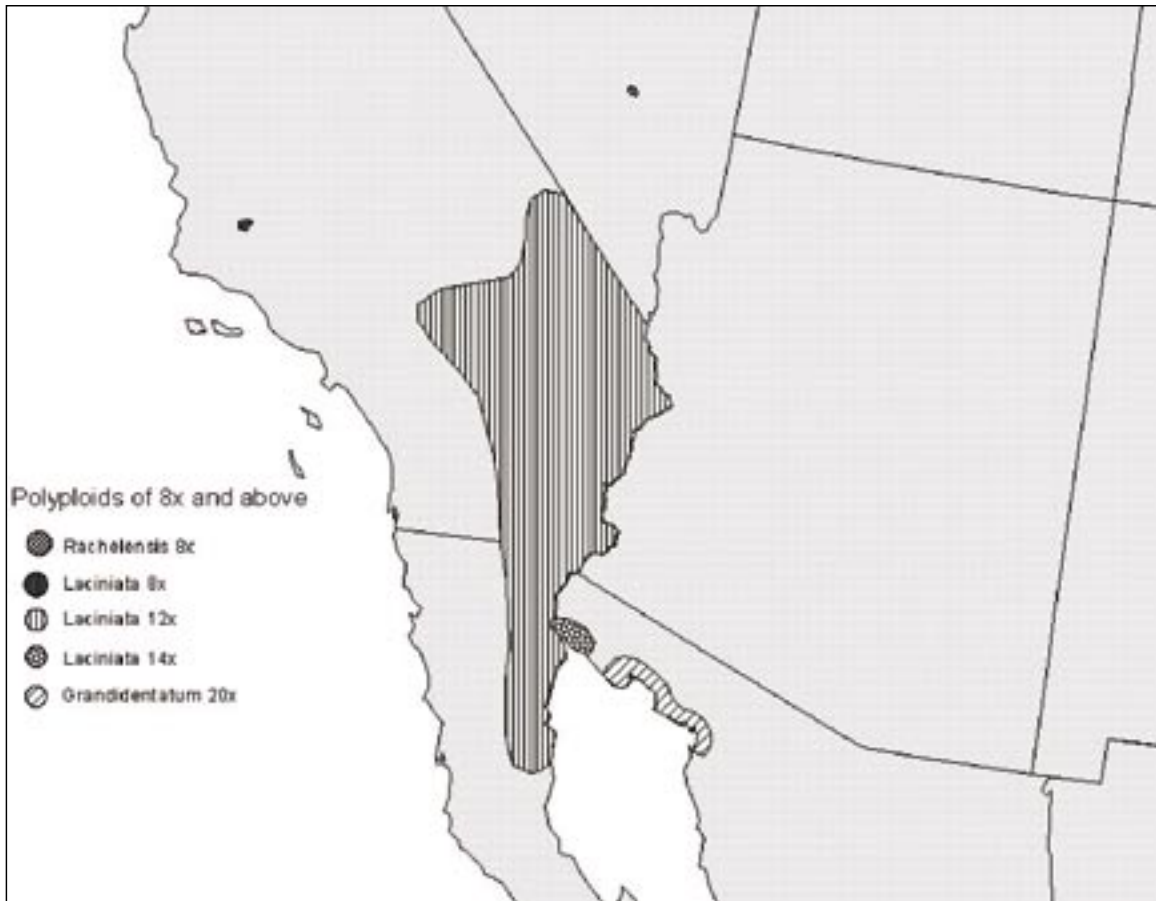 Polyploids of 8x and above
Rachelensis 8x
Laciniata 8x
Laciniata 12x
Laciniata 14x
Grandidentatum 20x